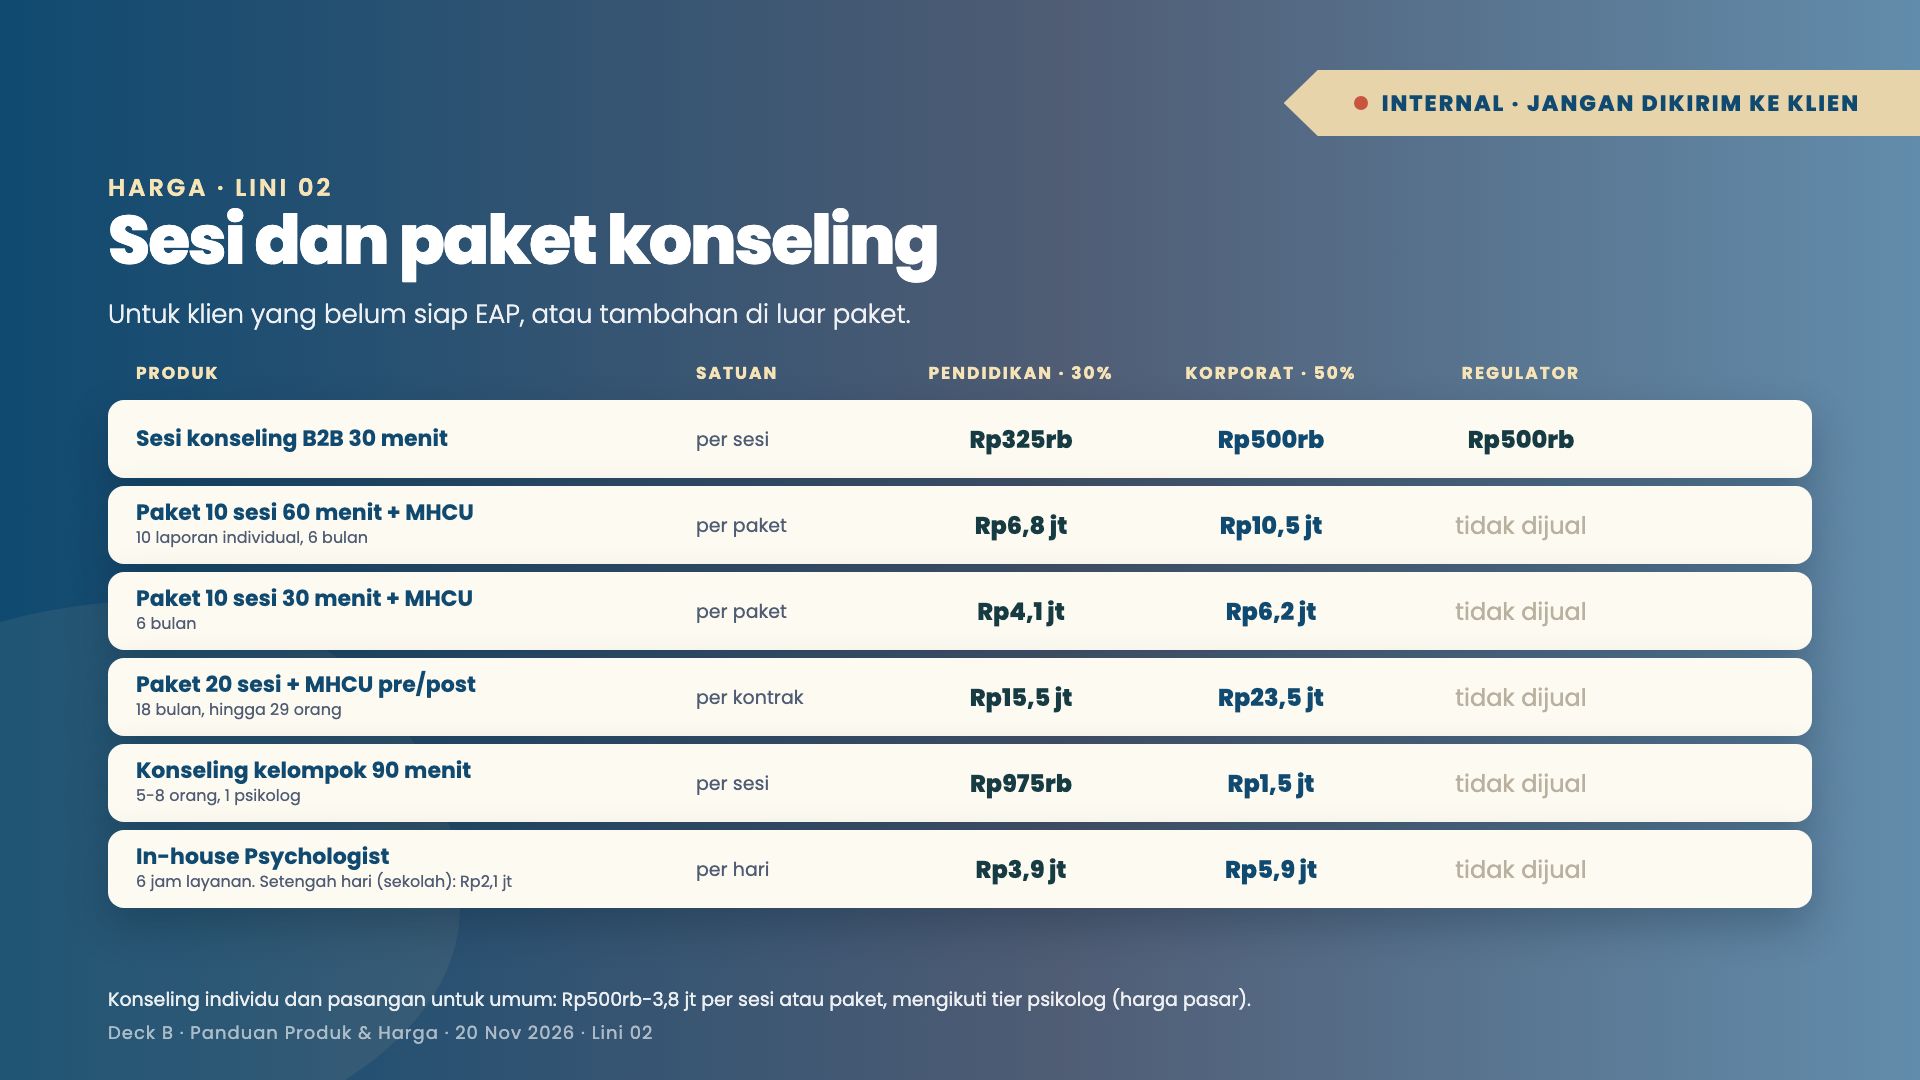 INTERNAL · JANGAN DIKIRIM KE KLIEN
HARGA · LINI 02
Sesi dan paket konseling
Untuk klien yang belum siap EAP, atau tambahan di luar paket.
PRODUK SATUAN PENDIDIKAN · 30% KORPORAT · 50% REGULATOR
Sesi konseling B2B 30 menit per sesi Rp325rb Rp500rb Rp500rb
Paket 10 sesi 60 menit + MHCU per paket Rp6,8 jt Rp10,5 jt tidak dijual
10 laporan individual, 6 bulan
Paket 10 sesi 30 menit + MHCU per paket Rp4,1 jt Rp6,2 jt tidak dijual
6 bulan
Paket 20 sesi + MHCU pre/post per kontrak Rp15,5 jt Rp23,5 jt tidak dijual
18 bulan, hingga 29 orang
Konseling kelompok 90 menit per sesi Rp975rb Rp1,5 jt tidak dijual
5-8 orang, 1 psikolog
In-house Psychologist per hari Rp3,9 jt Rp5,9 jt tidak dijual
6 jam layanan. Setengah hari (sekolah): Rp2,1 jt
Konseling individu dan pasangan untuk umum: Rp500rb-3,8 jt per sesi atau paket, mengikuti tier psikolog (harga pasar).
Deck B · Panduan Produk & Harga · 20 Nov 2026 · Lini 02